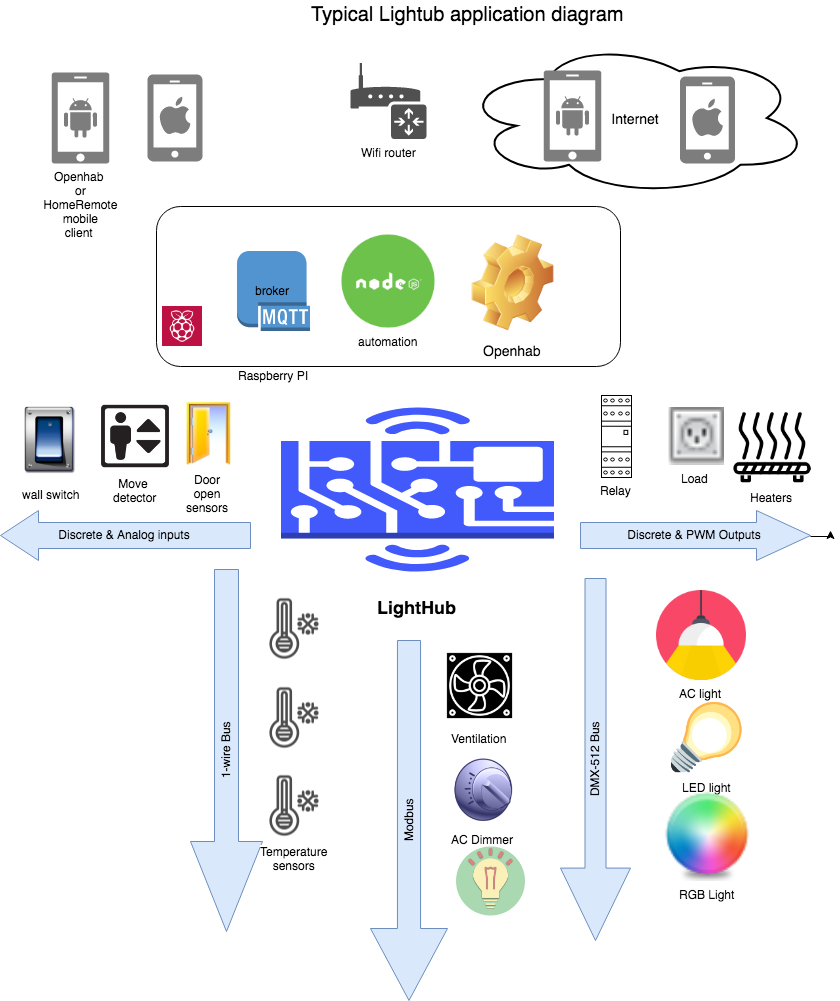 Typical Lightub application diagram
Internet
Wifi router
Openhab
or
HomeRemote
mobile
client
broker
MQTT
node
JS
automation
Openhab
Raspberry PI
wall switch
Move
detector
Door
open
sensors
Relay
Load
Heaters
Discrete & Analog inputs
Discrete & PWM Outputs
LightHub
1-wire Bus
Temperature
sensors
Modbus
Ventilation
AC Dimmer
DMX-512 Bus
AC light
LED light
RGB Light